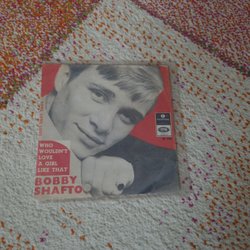 WHO
WOULDN'T
LOVE
A GIRL
LIKE THAT
BOBBY
SHAFTO